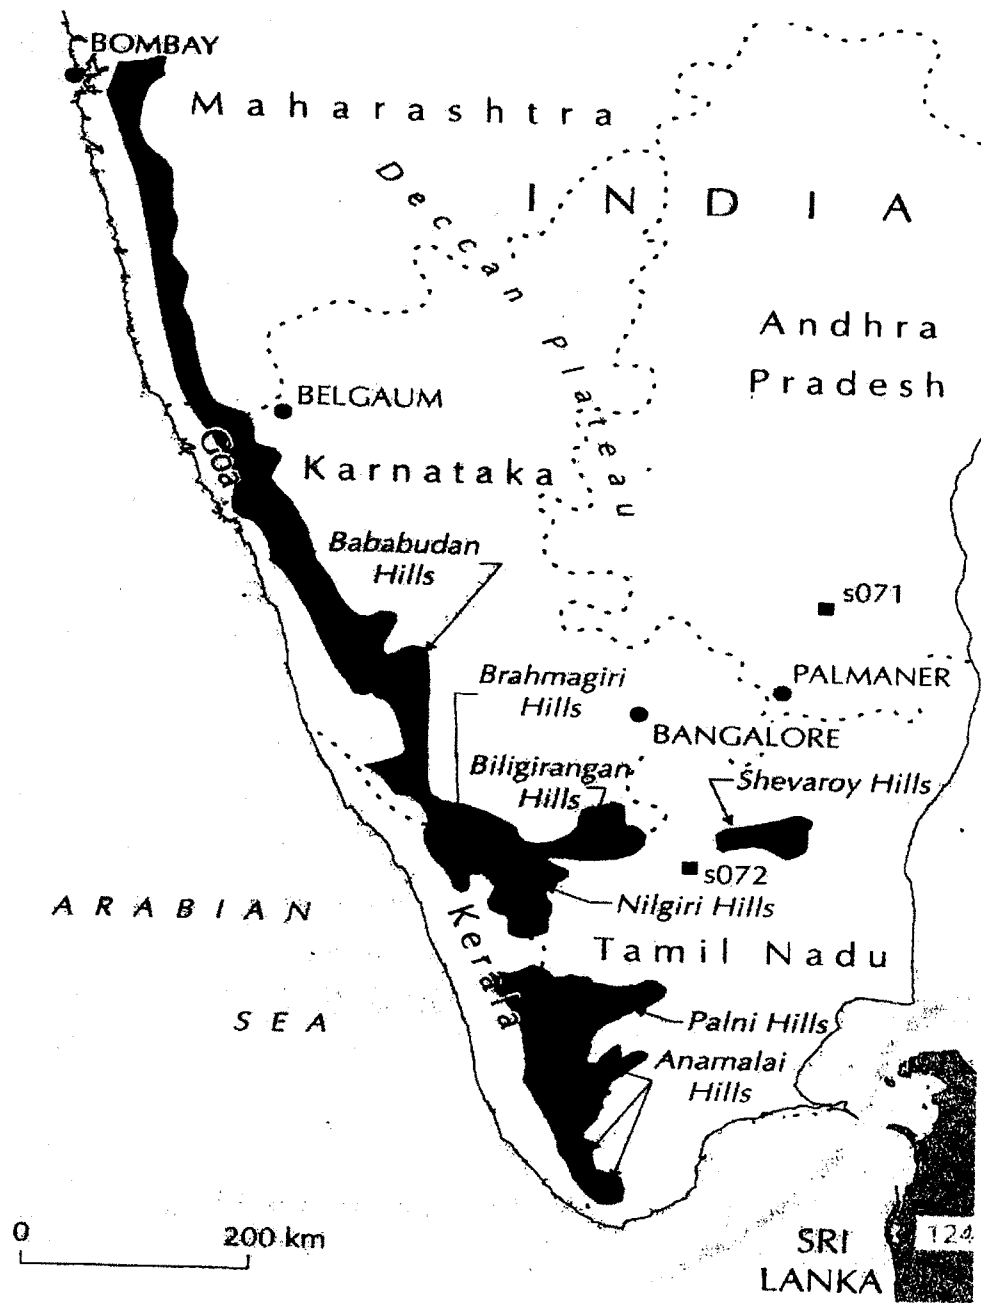 BOMBAY
Maharashtra
Deccan Plateau
INDIA
Andhra
Pradesh
BELGAUM
Goa
Karnataka
Bababudan
Hills
s071
Brahmagiri
Hills
PALMANER
BANGALORE
Biligirangan
Hills
Shevaroy Hills
s072
ARABIAN
Nilgiri Hills
Kerala
Tamil Nadu
SEA
Palni Hills
Anamalai
Hills
0
200 km
SRI
LANKA
124